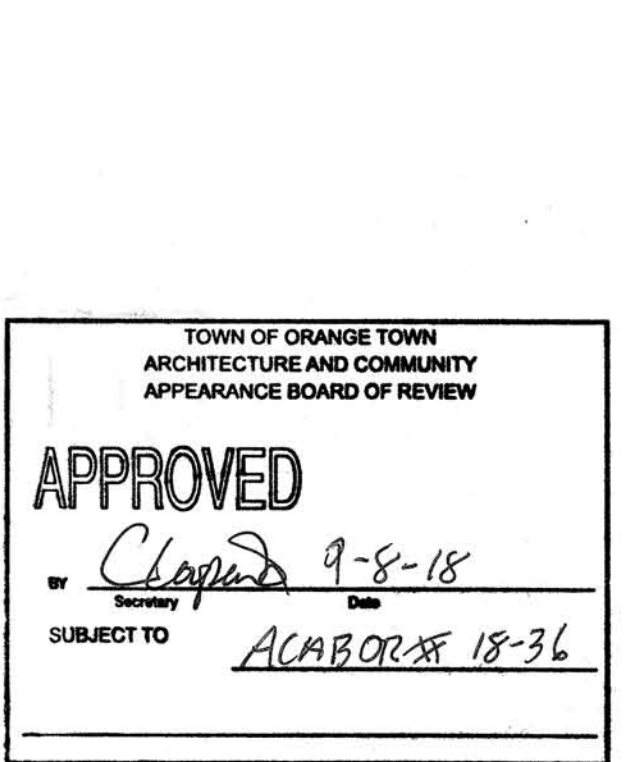 TOWN OF ORANGE TOWN
ARCHITECTURE AND COMMUNITY
APPEARANCE BOARD OF REVIEW
APPROVED
BY 9-8-18
Secretary Date
SUBJECT TO ACABOR# 18-36